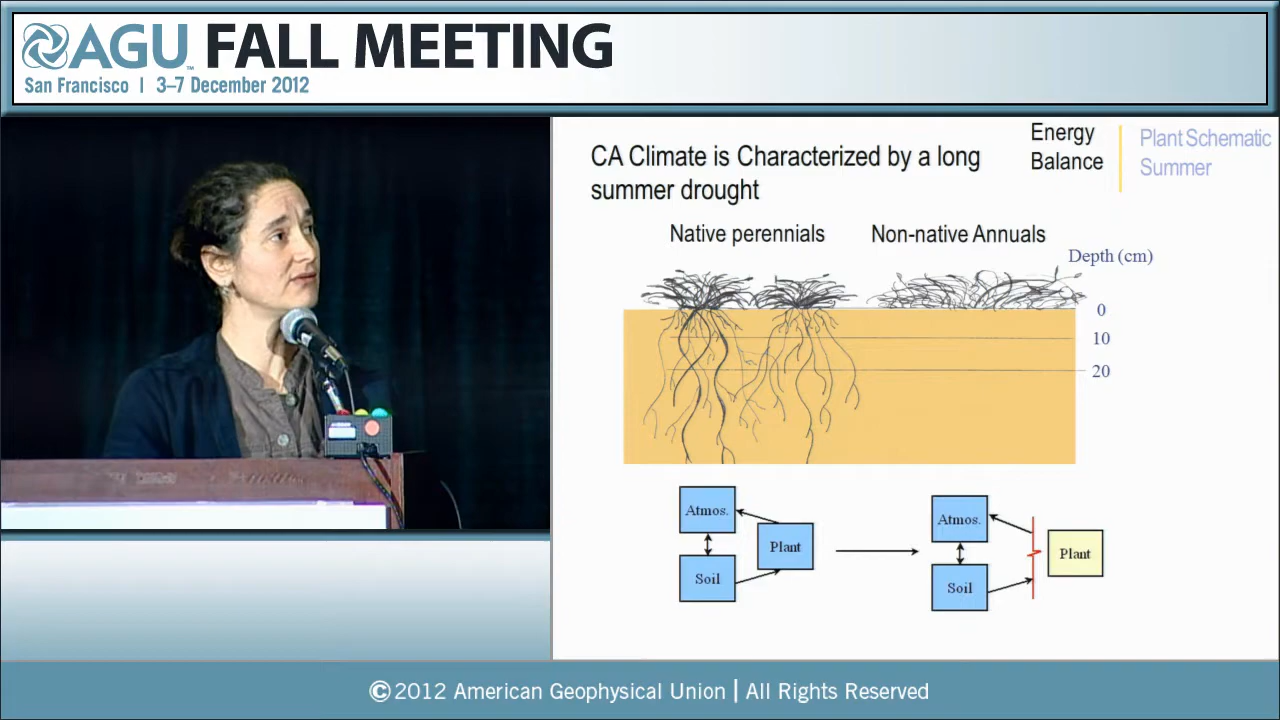 AGU FALL MEETING
San Francisco | 3–7 December 2012
CA Climate is Characterized by a long
summer drought
Energy
Balance
Plant Schematic
Summer
Native perennials
Non-native Annuals
Depth (cm)
0
10
20
Atmos.
Plant
Soil
Atmos.
Plant
Soil
©2012 American Geophysical Union | All Rights Reserved